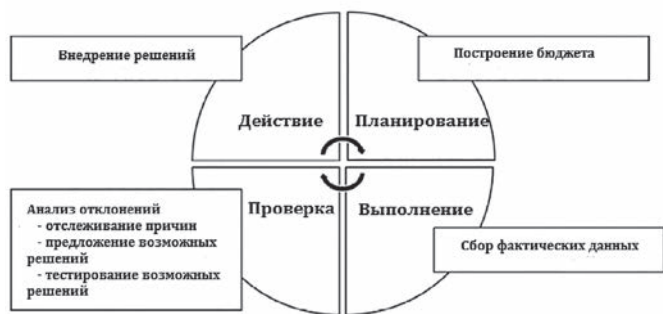 Внедрение решений
Построение бюджета
Действие
Планирование
Анализ отклонений
- отслеживание причин
- предложение возможных
решений
- тестирование возможных
решений
Проверка
Выполнение
Сбор фактических данных